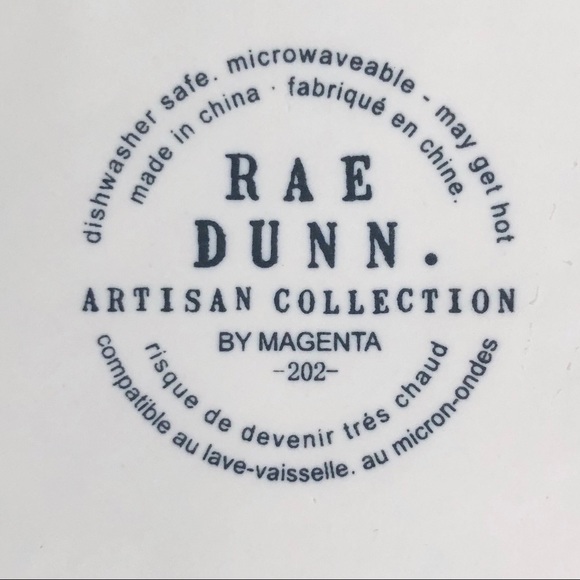 dishwasher safe. microwaveable - may get hot
made in china · fabriqué en chine.
RAE
DUNN.
ARTISAN COLLECTION
BY MAGENTA
-202-
risque de devenir trés chaud
compatible au lave-vaisselle. au micron-ondes